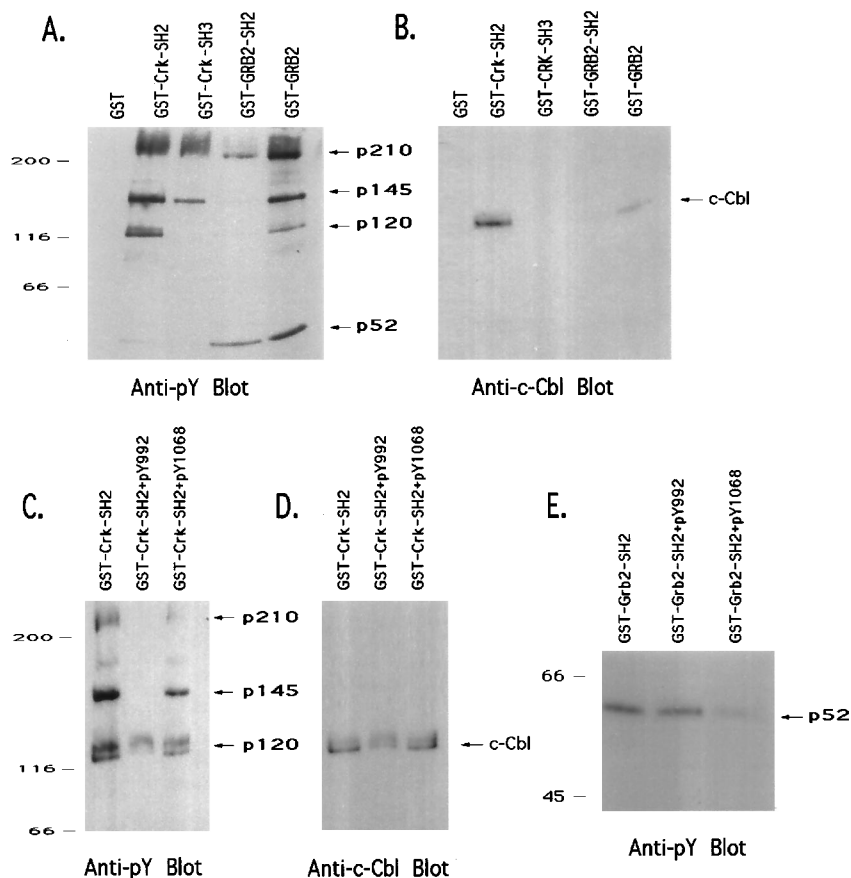 A.
GST
GST-Crk-SH2
GST-Crk-SH3
GST-GRB2-SH2
GST-GRB2
200
116
66
p210
p145
p120
p52
Anti-pY Blot
B.
GST
GST-Crk-SH2
GST-CRK-SH3
GST-GRB2-SH2
GST-GRB2
c-Cbl
Anti-c-Cbl Blot
C.
GST-Crk-SH2
GST-Crk-SH2+pY992
GST-Crk-SH2+pY1068
200
116
66
p210
p145
p120
Anti-pY Blot
D.
GST-Crk-SH2
GST-Crk-SH2+pY992
GST-Crk-SH2+pY1068
c-Cbl
Anti-c-Cbl Blot
E.
GST-Grb2-SH2
GST-Grb2-SH2+pY992
GST-Grb2-SH2+pY1068
66
45
p52
Anti-pY Blot